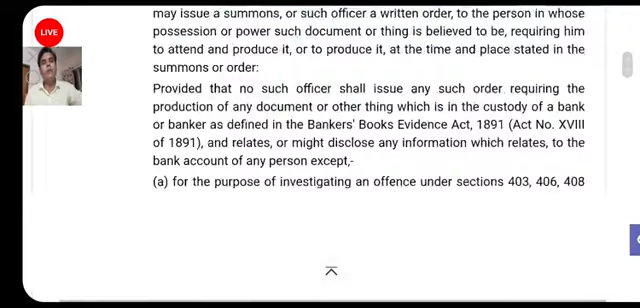 may issue a summons, or such officer a written order, to the person in whose
LIVE
possession or power such document or thing is believed to be, requiring him
to attend and produce it, or to produce it, at the time and place stated in the
summons or order:
Provided that no such officer shall issue any such order requiring the
production of any document or other thing which is in the custody of a bank
or banker as defined in the Bankers' Books Evidence Act, 1891 (Act No. XVIII
of 1891), and relates, or might disclose any information which relates, to the
bank account of any person except,-
(a) for the purpose of investigating an offence under sections 403, 406, 408